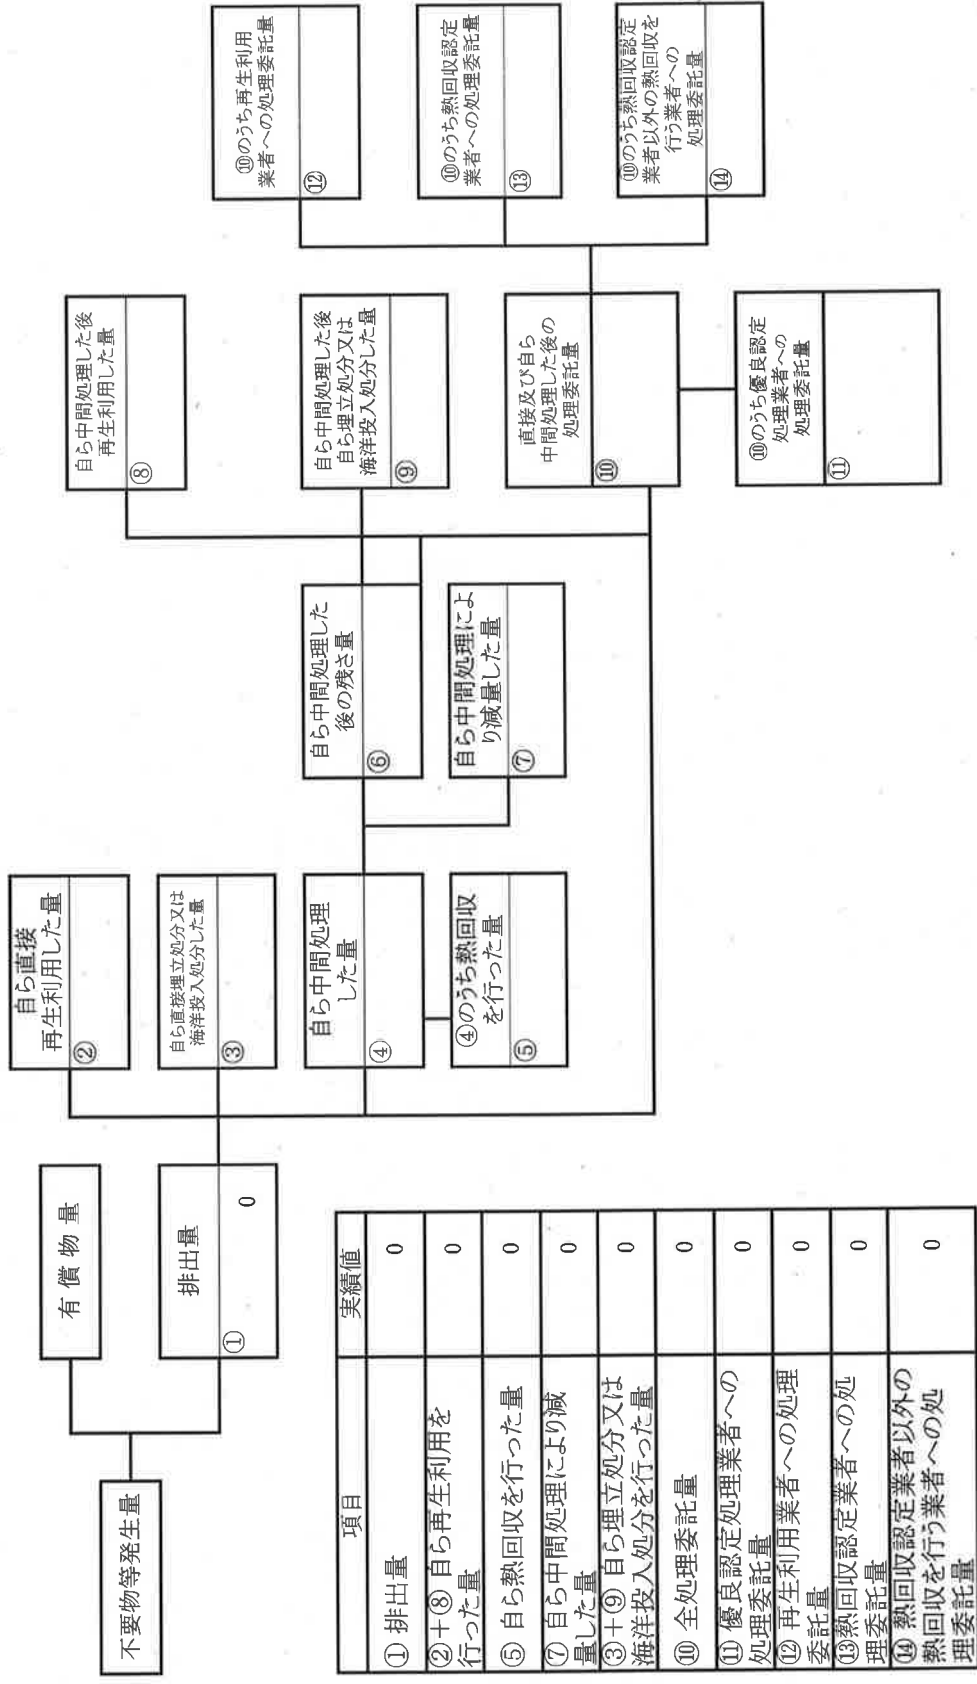 不要物等発生量
有償物量
排出量
①
0
自ら直接
再生利用した量
②
自ら直接埋立処分又は
海洋投入処分した量
③
自ら中間処理
した量
④
④のうち熱回収
を行った量
⑤
自ら中間処理した
後の残さ量
⑥
自ら中間処理によ
り減量した量
⑦
自ら中間処理した後
再生利用した量
⑧
自ら中間処理した後
自ら埋立処分又は
海洋投入処分した量
⑨
直接及び自ら
中間処理した後の
処理委託量
⑩
⑩のうち優良認定
処理業者への
処理委託量
⑪
⑩のうち再生利用
業者への処理委託量
⑫
⑩のうち熱回収認定
業者への処理委託量
⑬
⑩のうち熱回収認定
業者以外の熱回収を
行う業者への
処理委託量
⑭
項目 実績値
① 排出量 0
②＋⑧ 自ら再生利用を
行った量 0
⑤ 自ら熱回収を行った量 0
⑦ 自ら中間処理により減
量した量 0
③＋⑨ 自ら埋立処分又は
海洋投入処分を行った量 0
⑩ 全処理委託量 0
⑪ 優良認定処理業者への
処理委託量 0
⑫ 再生利用業者への処理
委託量 0
⑬熱回収認定業者への処
理委託量 0
⑭ 熱回収認定業者以外の
熱回収を行う業者への処
理委託量 0